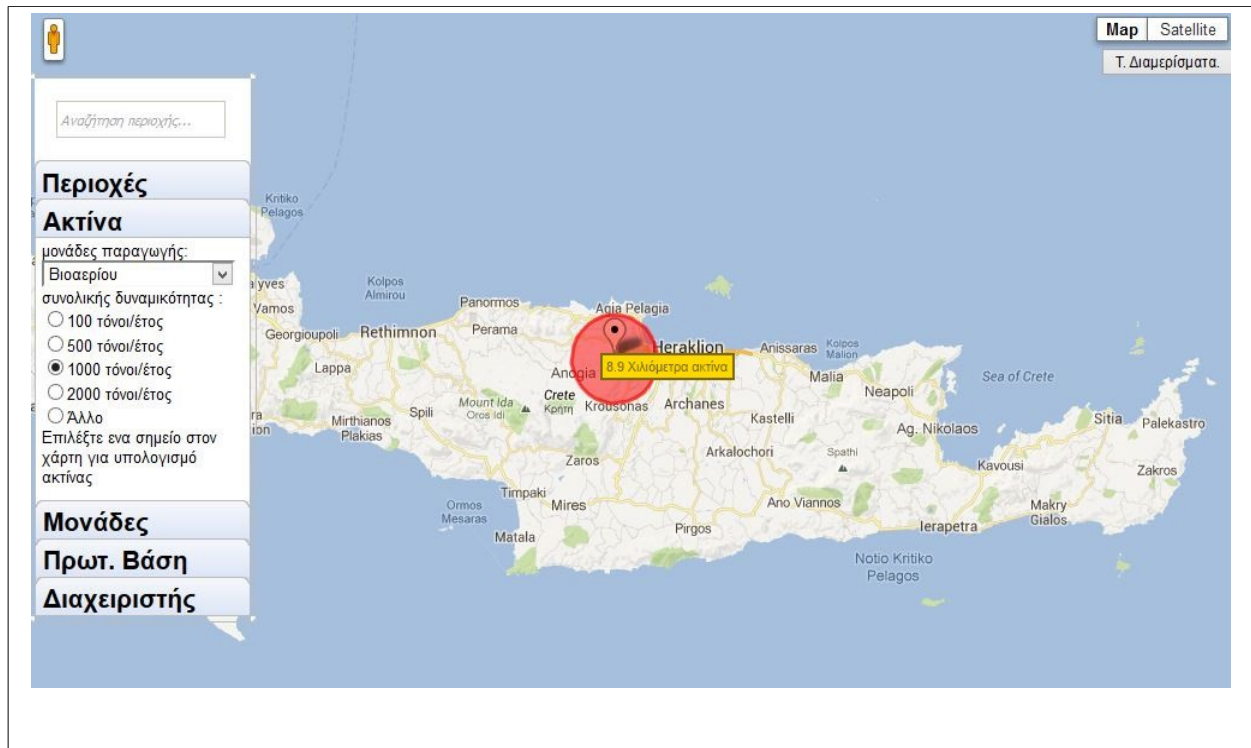 Map
Satellite
Τ. Διαμερίσματα.
Αναζήτηση περιοχής...
Περιοχές
Ακτίνα
μονάδες παραγωγής:
Βιοαερίου
συνολικής δυναμικότητας :
100 τόνοι/έτος
500 τόνοι/έτος
1000 τόνοι/έτος
2000 τόνοι/έτος
Άλλο
Επιλέξτε ενα σημείο στον
χάρτη για υπολογισμό
ακτίνας
Μονάδες
Πρωτ. Βάση
Διαχειριστής
Kritiko
Pelagos
yves
Vamos
Kolpos
Almirou
Panormos
Agia Pelagia
Georgioupoli
Rethimnon
Perama
Heraklion
Anissaras
Kolpos
Malion
8.9 Χιλιόμετρα ακτίνα
Lappa
Anogia
Malia
Sea of Crete
Neapoli
Mount Ida
Oros Idi
Crete
Κρήτη
Krousonas
Archanes
Mirthianos
Plakias
Spili
Kastelli
Ag. Nikolaos
Sitia
Palekastro
Zaros
Arkalochori
Spathi
Kavousi
Zakros
Ormos
Mesaras
Timpaki
Mires
Ano Viannos
Makry
Gialos
Matala
Pirgos
Ierapetra
Notio Kritiko
Pelagos